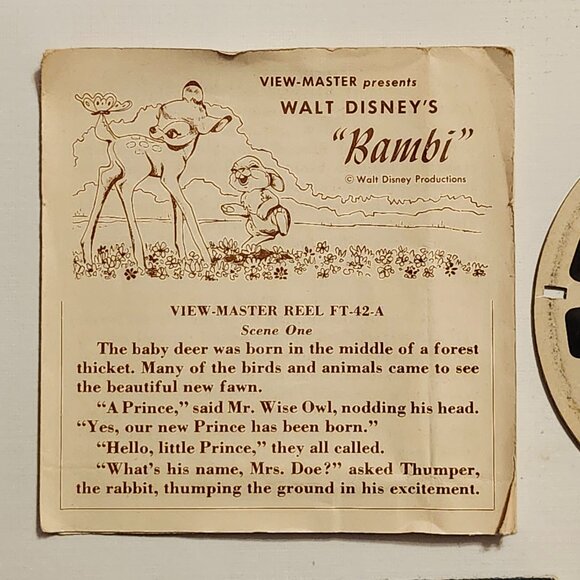 VIEW-MASTER presents
WALT DISNEY'S
"Bambi"
© Walt Disney Productions
VIEW-MASTER REEL FT-42-A
Scene One
The baby deer was born in the middle of a forest
thicket. Many of the birds and animals came to see
the beautiful new fawn.
"A Prince," said Mr. Wise Owl, nodding his head.
"Yes, our new Prince has been born."
"Hello, little Prince," they all called.
"What's his name, Mrs. Doe?" asked Thumper,
the rabbit, thumping the ground in his excitement.